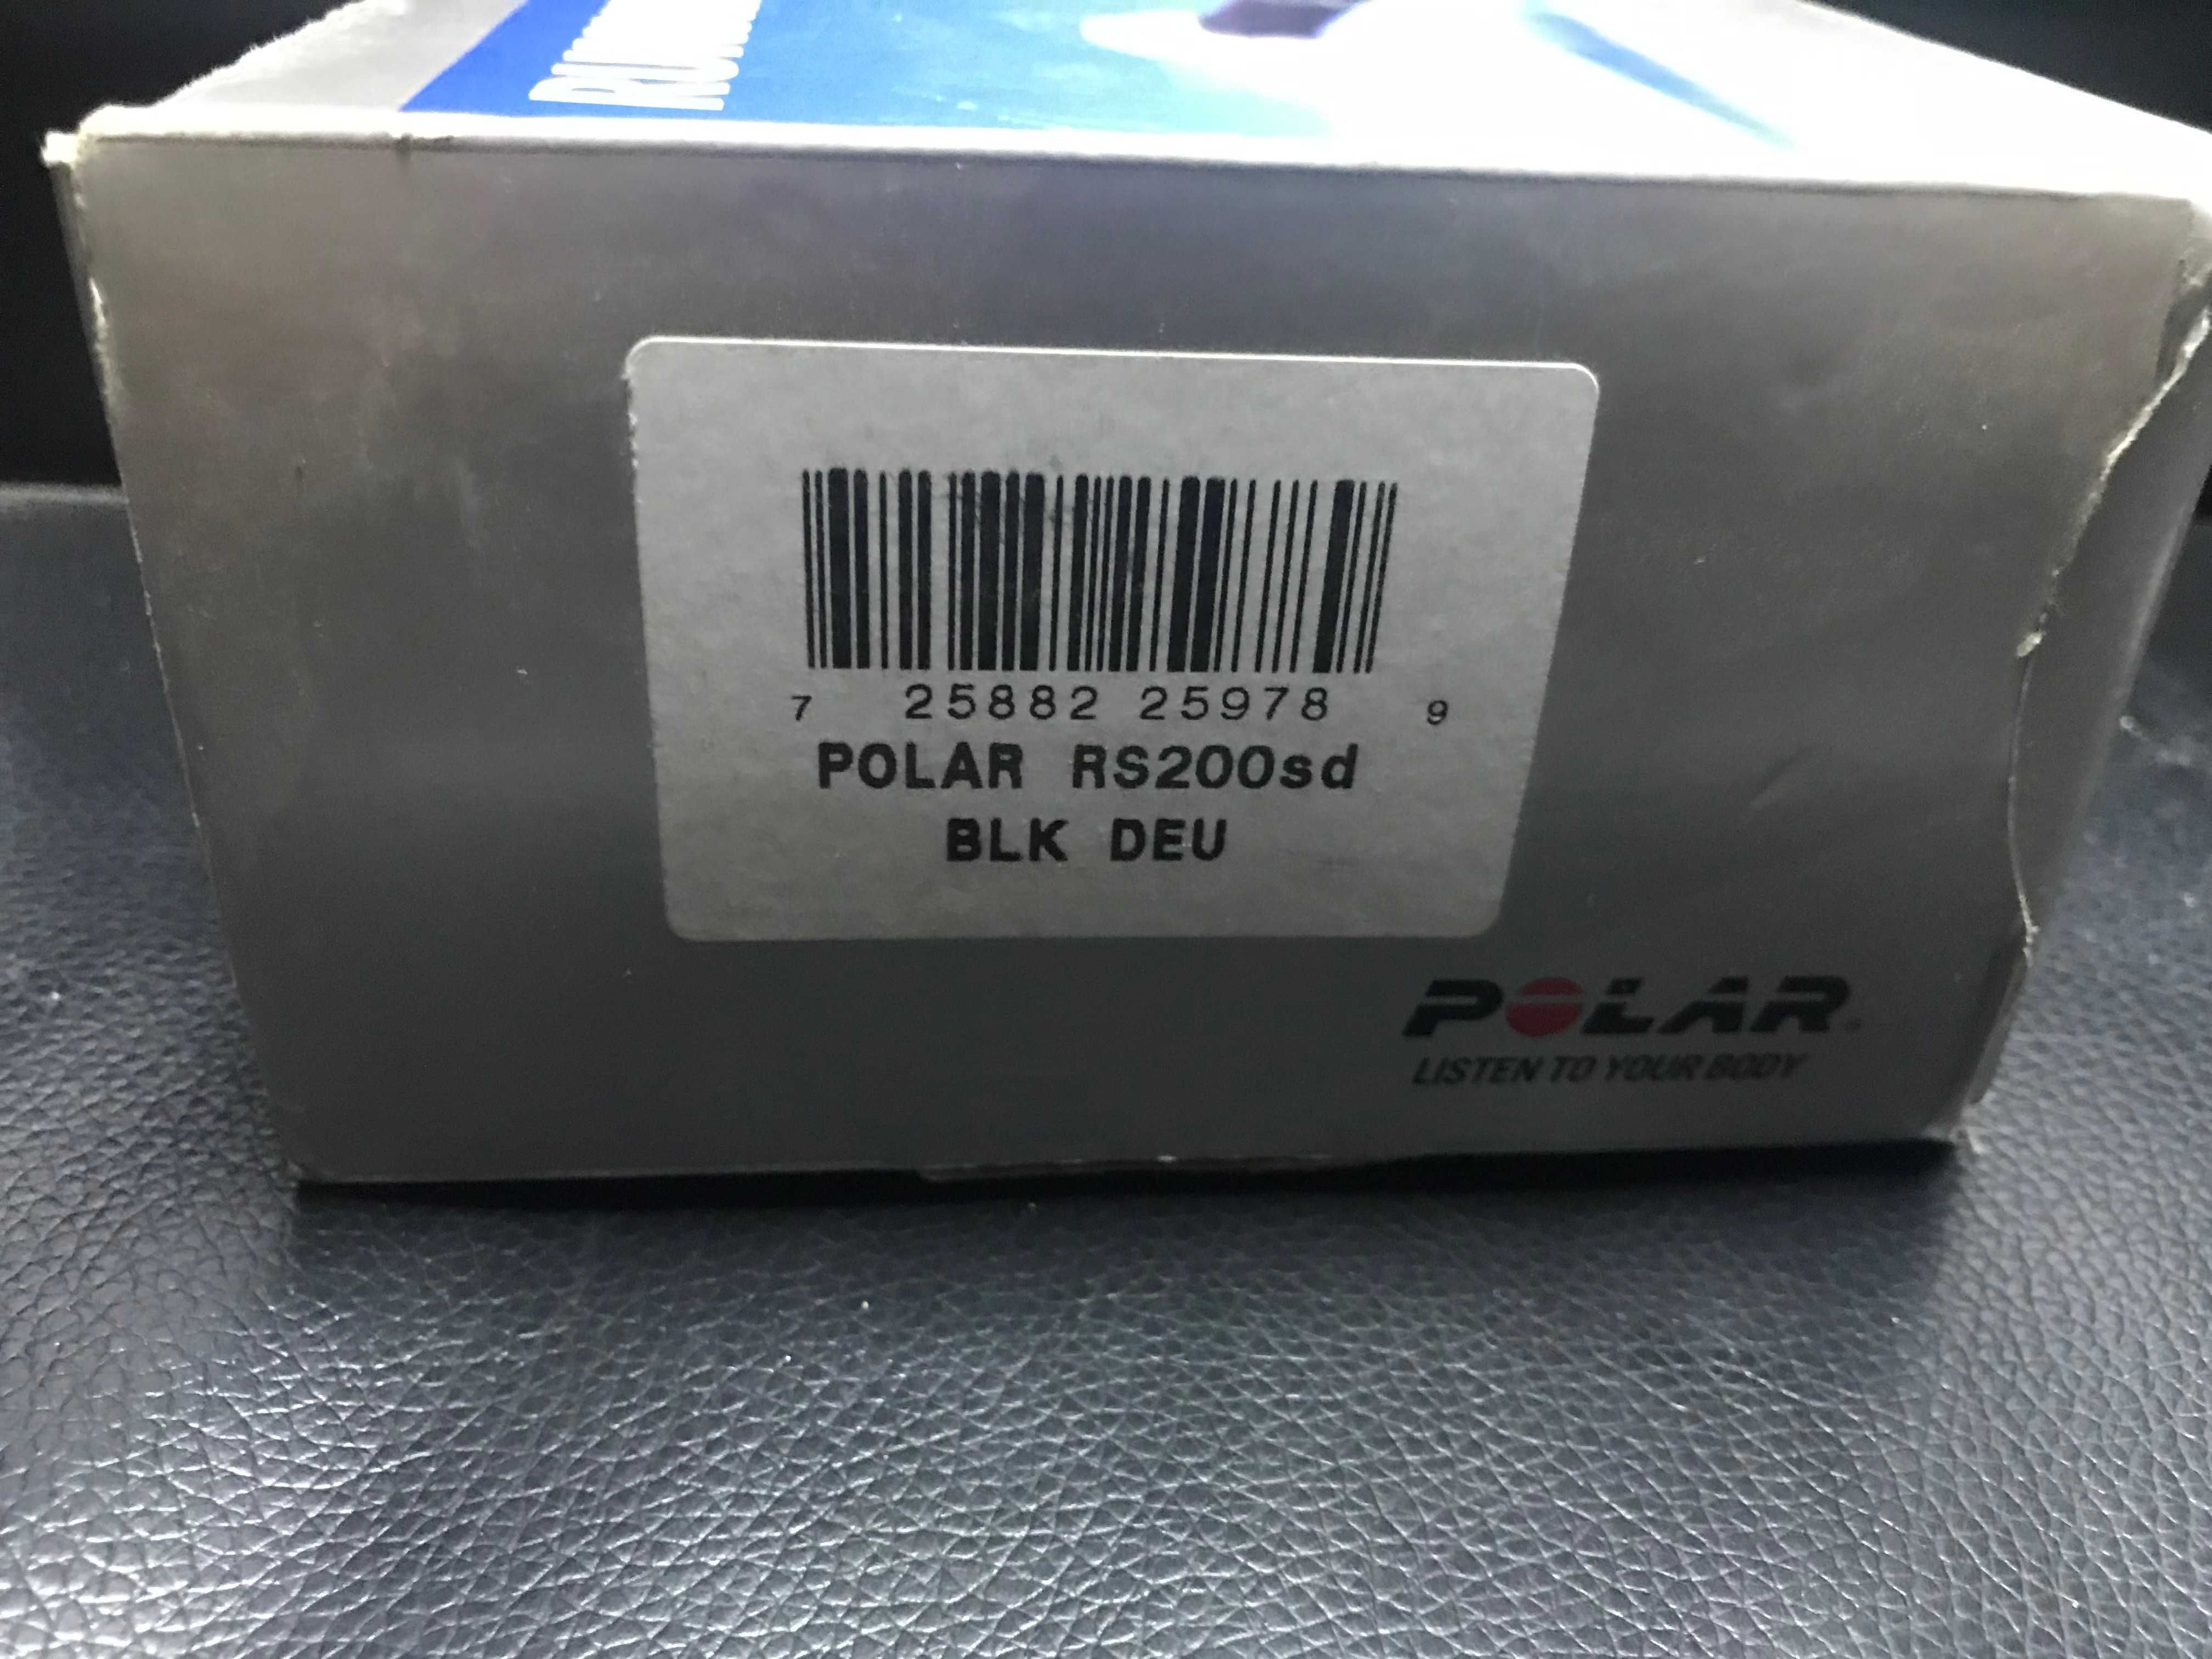 7 25882 25978 9
POLAR RS200sd
BLK DEU
POLAR
LISTEN TO YOUR BODY